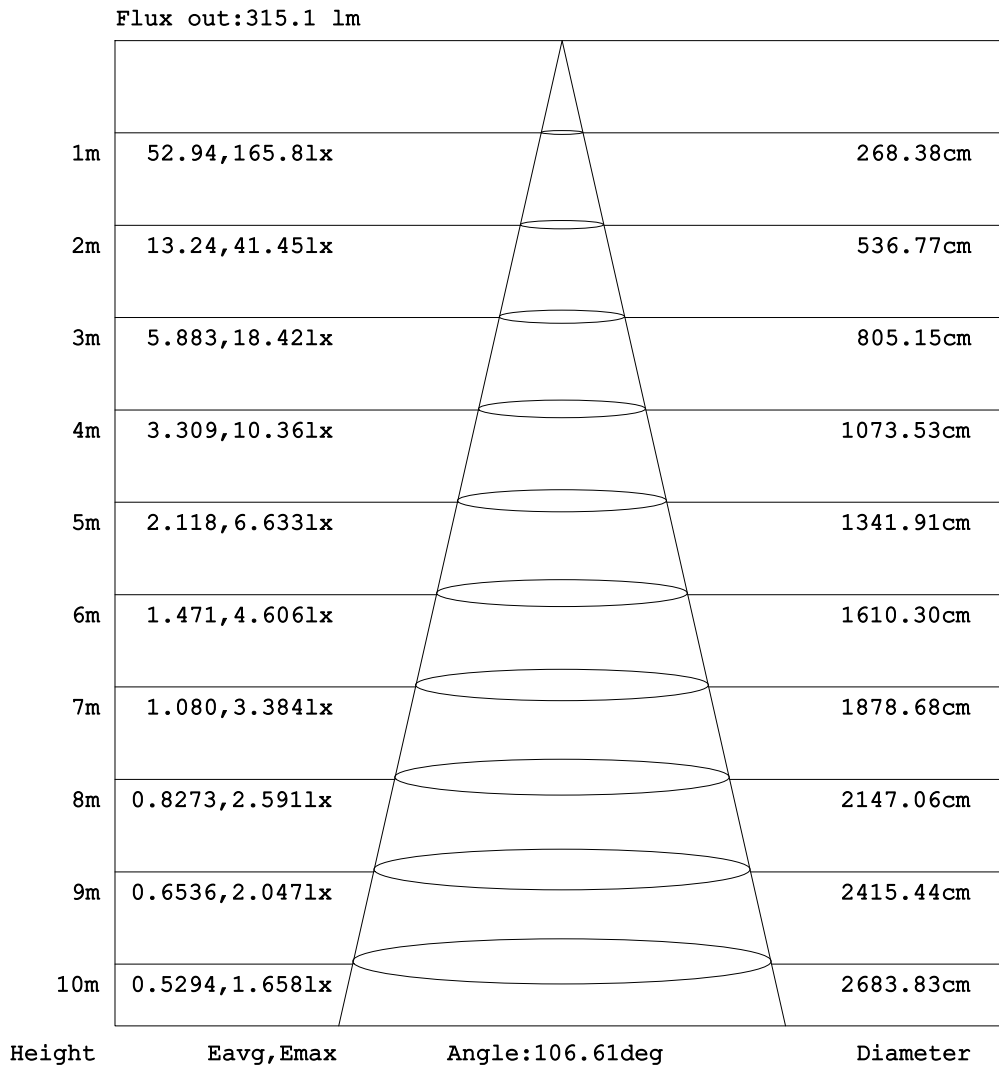 Flux out:315.1 lm
1m 52.94,165.8lx 268.38cm
2m 13.24,41.45lx 536.77cm
3m 5.883,18.42lx 805.15cm
4m 3.309,10.36lx 1073.53cm
5m 2.118,6.633lx 1341.91cm
6m 1.471,4.606lx 1610.30cm
7m 1.080,3.384lx 1878.68cm
8m 0.8273,2.591lx 2147.06cm
9m 0.6536,2.047lx 2415.44cm
10m 0.5294,1.658lx 2683.83cm
Height Eavg,Emax Angle:106.61deg Diameter